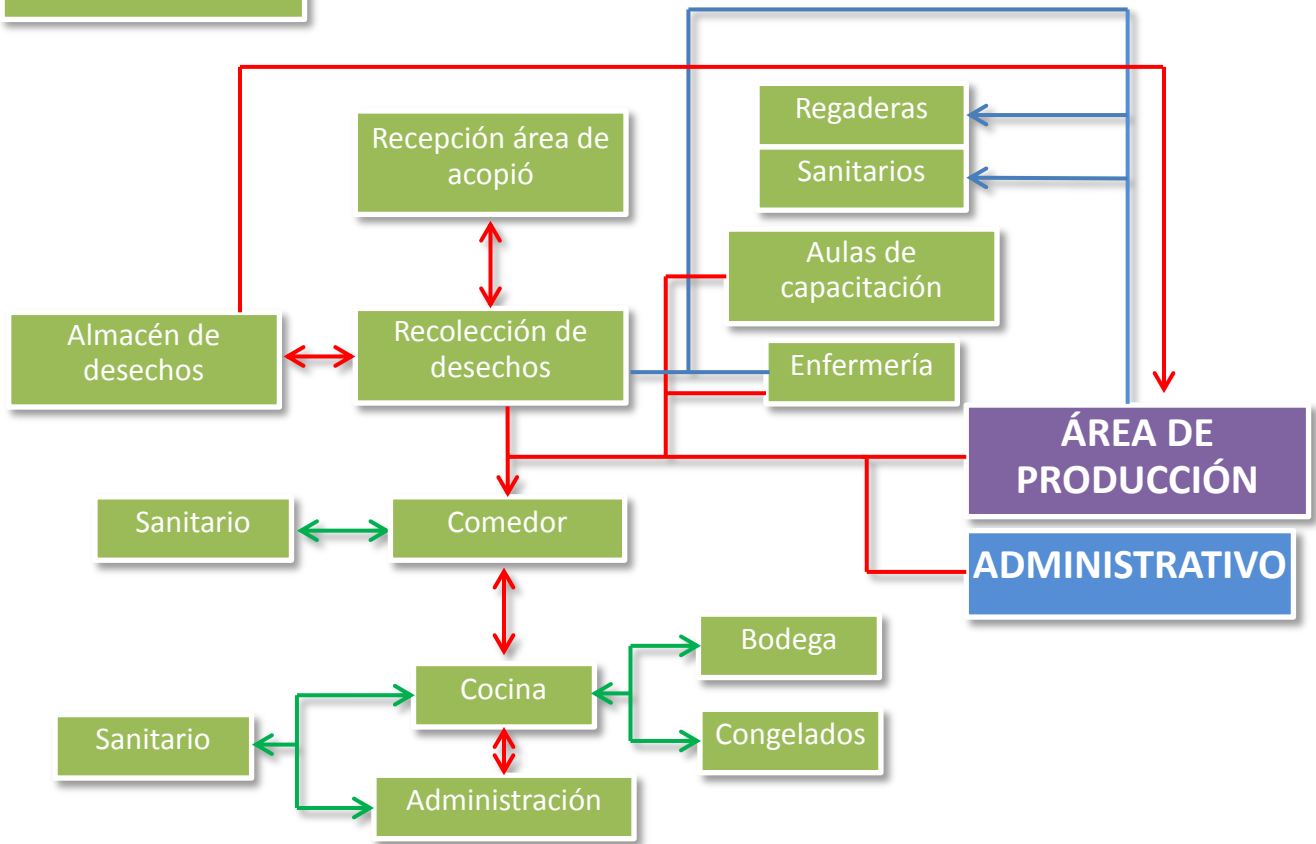 Regaderas
Recepción área de
acopió
Sanitarios
Aulas de
capacitación
Almacén de
desechos
Recolección de
desechos
Enfermería
ÁREA DE
PRODUCCIÓN
Sanitario
Comedor
ADMINISTRATIVO
Bodega
Cocina
Sanitario
Congelados
Administración